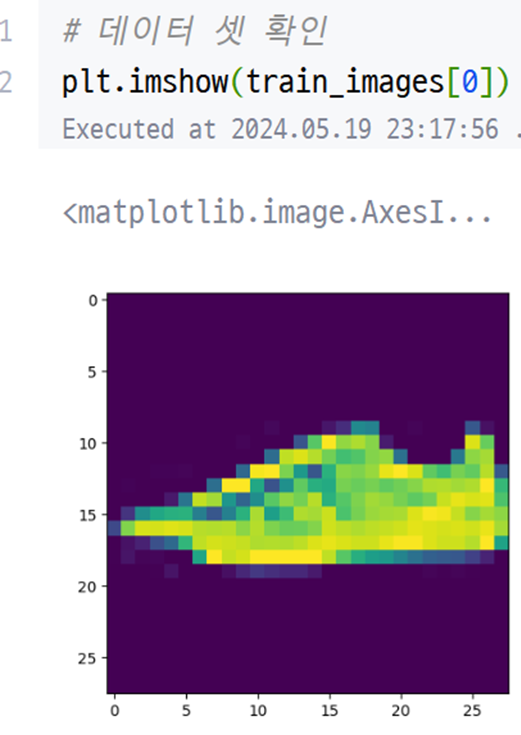 1 # 데이터 셋 확인
2 plt.imshow(train_images[0])
Executed at 2024.05.19 23:17:56 .
<matplotlib.image.AxesI...
0
5
10
15
20
25
0 5 10 15 20 25